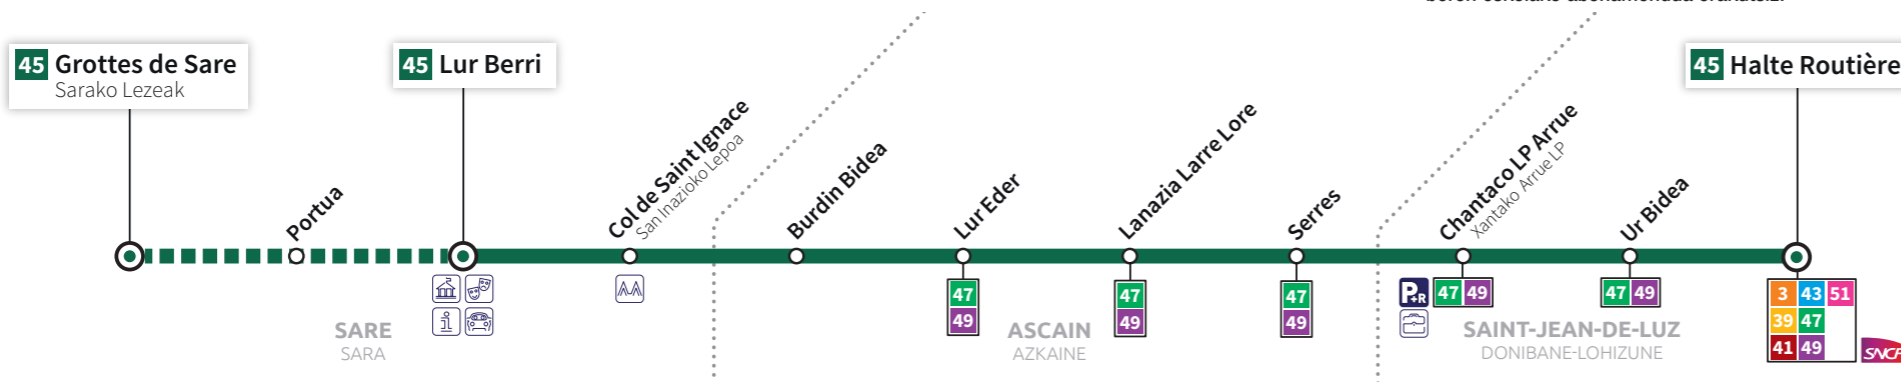 45 Grottes de Sare
Sarako Lezeak
45 Lur Berri
45 Halte Routière
Portua
Col de Saint Ignace
San Inazioko Lepoa
Burdin Bidea
Lur Eder
Lanazia Larre Lore
Serres
Chantaco LP Arrue
Xantako Arrue LP
Ur Bidea
i
47
49
47
49
47
49
P+R
47 49
47 49
3 43 51
39 47
41 49
SNCF
SARE
SARA
ASCAIN
AZKAINE
SAINT-JEAN-DE-LUZ
DONIBANE-LOHIZUNE